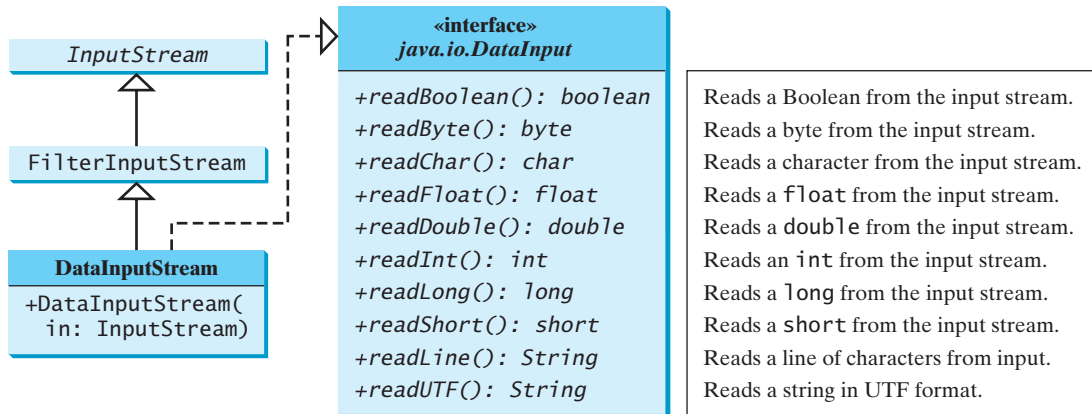 InputStream
FilterInputStream
DataInputStream
+DataInputStream(
in: InputStream)
«interface»
java.io.DataInput
+readBoolean(): boolean
+readByte(): byte
+readChar(): char
+readFloat(): float
+readDouble(): double
+readInt(): int
+readLong(): long
+readShort(): short
+readLine(): String
+readUTF(): String
Reads a Boolean from the input stream.
Reads a byte from the input stream.
Reads a character from the input stream.
Reads a float from the input stream.
Reads a double from the input stream.
Reads an int from the input stream.
Reads a long from the input stream.
Reads a short from the input stream.
Reads a line of characters from input.
Reads a string in UTF format.